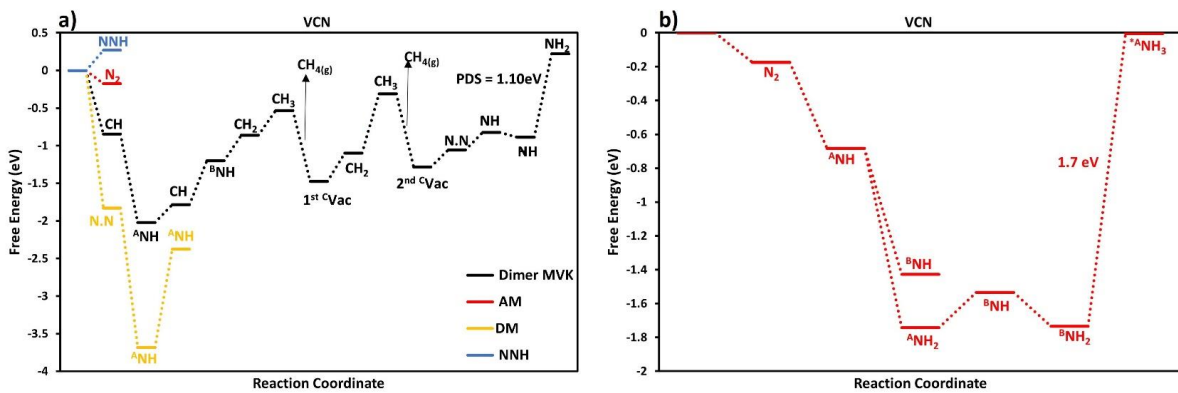 a)
VCN
0.5
0
-0.5
-1
-1.5
-2
-2.5
-3
-3.5
-4
Free Energy (eV)
Reaction Coordinate
NNH
N2
CH
N.N
ᴬNH
ᴬNH
ᴬNH
CH
ᴮNH
CH2
CH3
CH4(g)
1st ᶜVac
CH2
CH3
CH4(g)
2nd ᶜVac
N.N
NH
NH
NH2
PDS = 1.10eV
Dimer MVK
AM
DM
NNH
b)
VCN
0
-0.2
-0.4
-0.6
-0.8
-1
-1.2
-1.4
-1.6
-1.8
-2
Free Energy (eV)
Reaction Coordinate
N2
ᴬNH
ᴮNH
ᴬNH2
ᴮNH
ᴮNH2
1.7 eV
*ᴬNH3